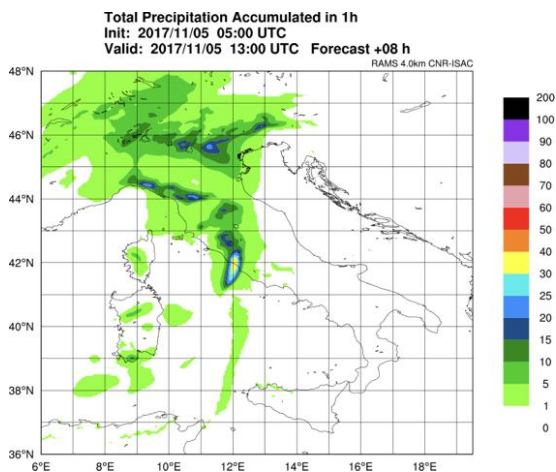 Total Precipitation Accumulated in 1h
Init: 2017/11/05 05:00 UTC
Valid: 2017/11/05 13:00 UTC Forecast +08 h
RAMS 4.0km CNR-ISAC
48°N
46°N
44°N
42°N
40°N
38°N
36°N
6°E 8°E 10°E 12°E 14°E 16°E 18°E
200
100
90
80
70
60
50
40
30
25
20
15
10
5
1
0